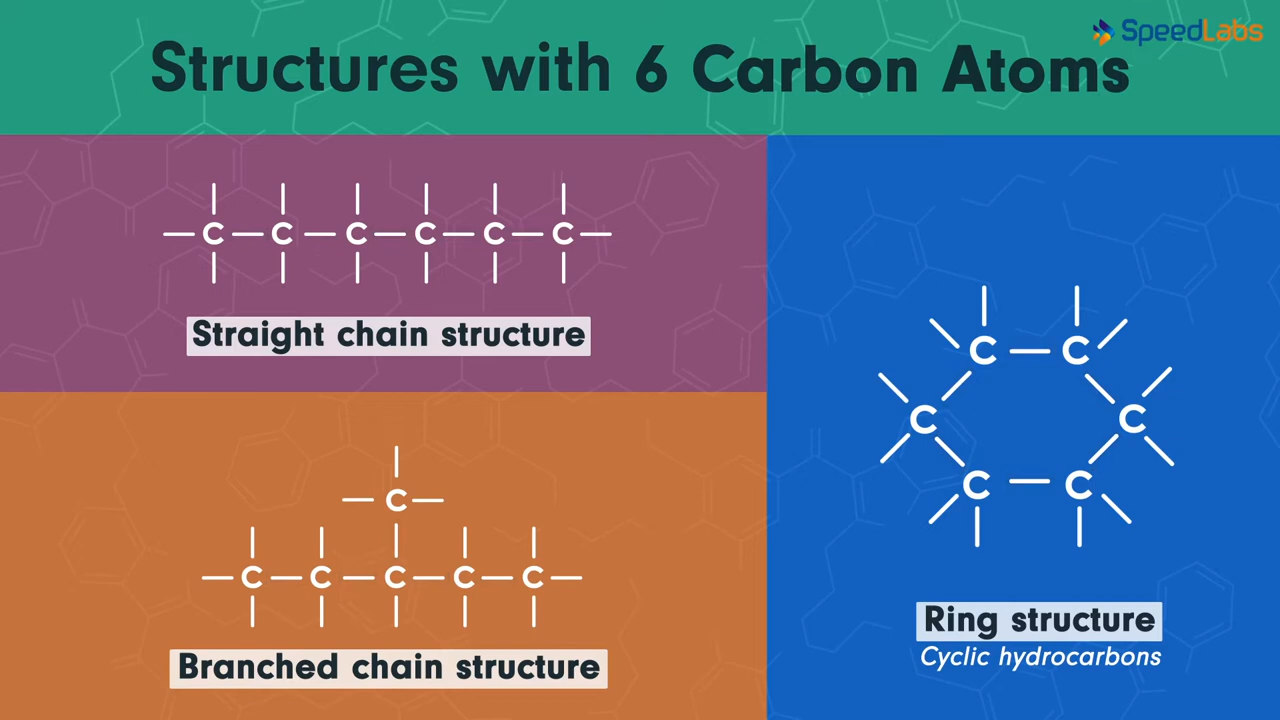 SpeedLabs
Structures with 6 Carbon Atoms
C C C C C C
Straight chain structure
C
C C C C C
Branched chain structure
C C
C C
C C
Ring structure
Cyclic hydrocarbons